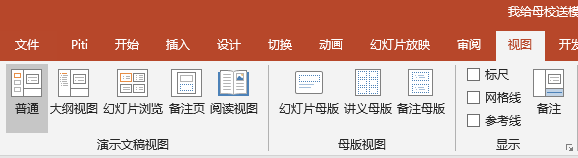 我给母校送模
文件 Piti 开始 插入 设计 切换 动画 幻灯片放映 审阅 视图 开发
普通 大纲视图 幻灯片浏览 备注页 阅读视图 幻灯片母版 讲义母版 备注母版 标尺 网格线 参考线 备注
演示文稿视图 母版视图 显示